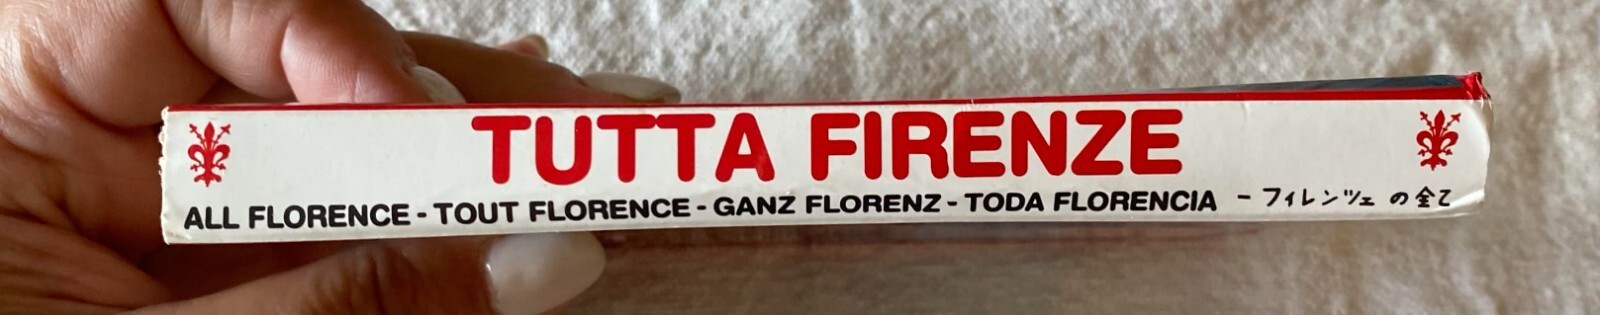 TUTTA FIRENZE
ALL FLORENCE - TOUT FLORENCE - GANZ FLORENZ - TODA FLORENCIA - フィレンツェ の全て